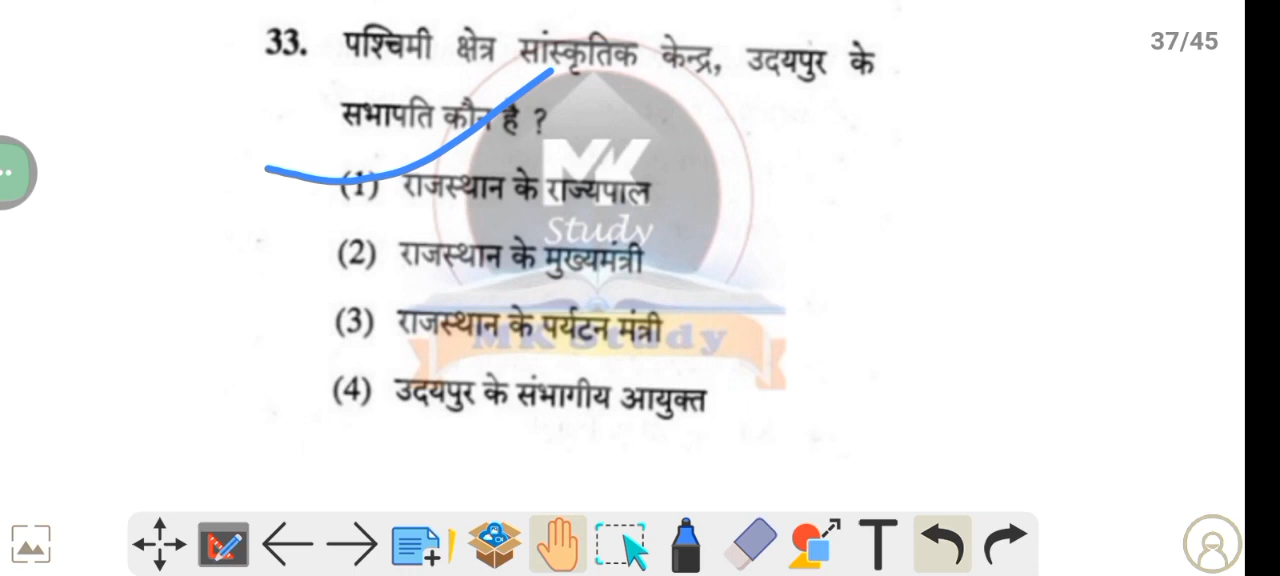 37/45
33. पश्चिमी क्षेत्र सांस्कृतिक केन्द्र, उदयपुर के
सभापति कौन है ?
(1) राजस्थान के राज्यपाल
(2) राजस्थान के मुख्यमंत्री
(3) राजस्थान के पर्यटन मंत्री
(4) उदयपुर के संभागीय आयुक्त
MK
Study
MK Study
T